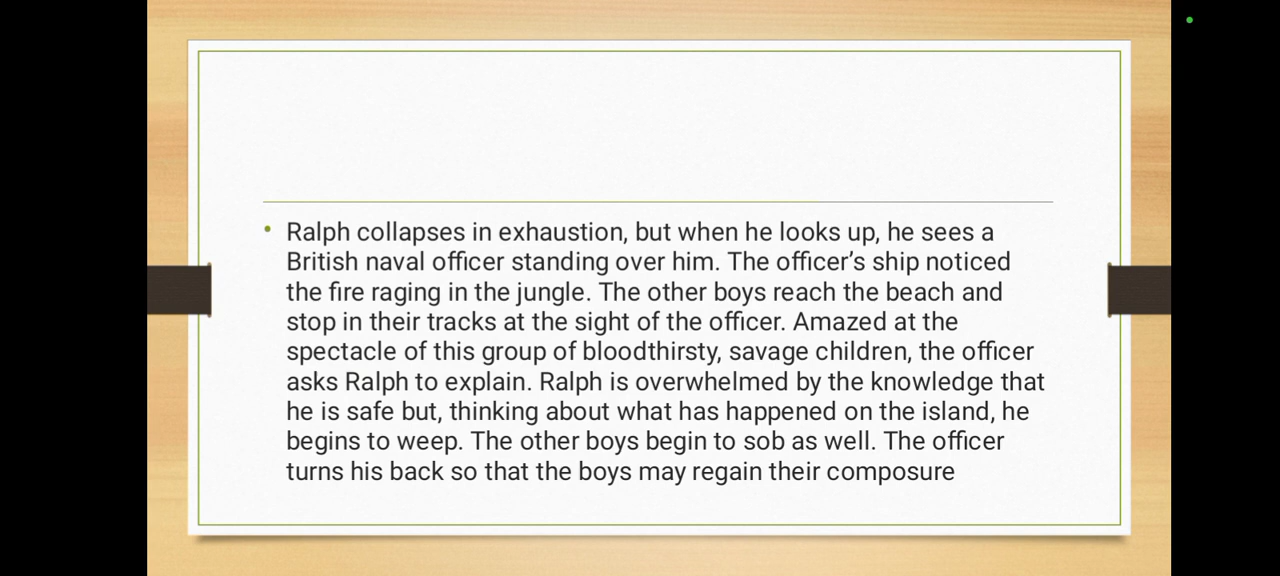 • Ralph collapses in exhaustion, but when he looks up, he sees a
British naval officer standing over him. The officer’s ship noticed
the fire raging in the jungle. The other boys reach the beach and
stop in their tracks at the sight of the officer. Amazed at the
spectacle of this group of bloodthirsty, savage children, the officer
asks Ralph to explain. Ralph is overwhelmed by the knowledge that
he is safe but, thinking about what has happened on the island, he
begins to weep. The other boys begin to sob as well. The officer
turns his back so that the boys may regain their composure